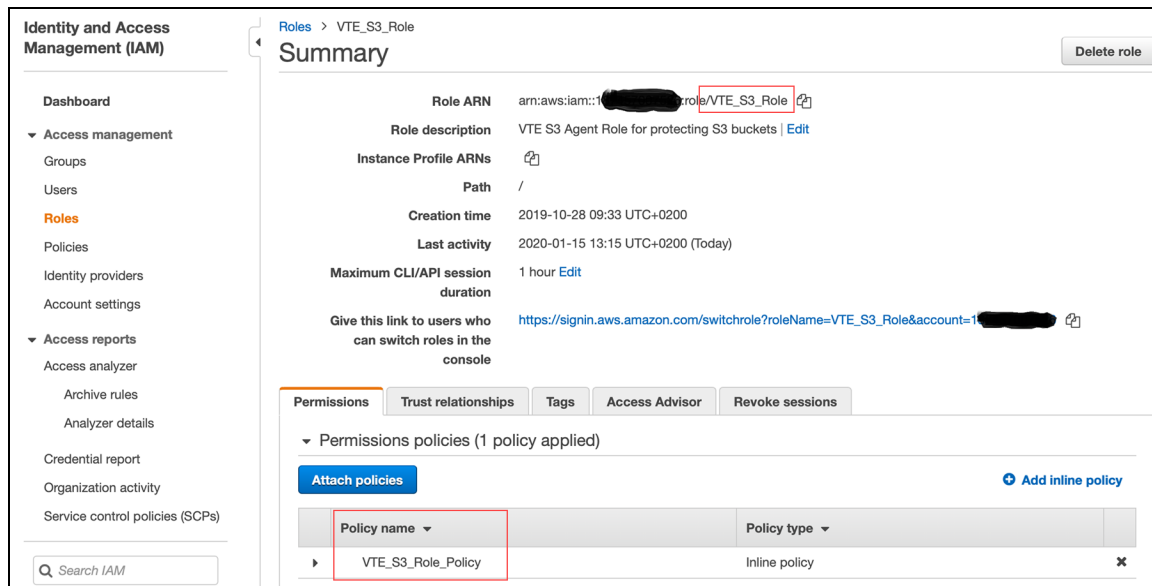 Identity and Access
Management (IAM)
Dashboard
Access management
Groups
Users
Roles
Policies
Identity providers
Account settings
Access reports
Access analyzer
Archive rules
Analyzer details
Credential report
Organization activity
Service control policies (SCPs)
Search IAM
Roles > VTE_S3_Role
Summary
Delete role
Role ARN arn:aws:iam::1 :role/VTE_S3_Role
Role description VTE S3 Agent Role for protecting S3 buckets | Edit
Instance Profile ARNs
Path /
Creation time 2019-10-28 09:33 UTC+0200
Last activity 2020-01-15 13:15 UTC+0200 (Today)
Maximum CLI/API session 1 hour Edit
duration
Give this link to users who https://signin.aws.amazon.com/switchrole?roleName=VTE_S3_Role&account=1
can switch roles in the
console
Permissions Trust relationships Tags Access Advisor Revoke sessions
Permissions policies (1 policy applied)
Attach policies Add inline policy
Policy name Policy type
VTE_S3_Role_Policy Inline policy